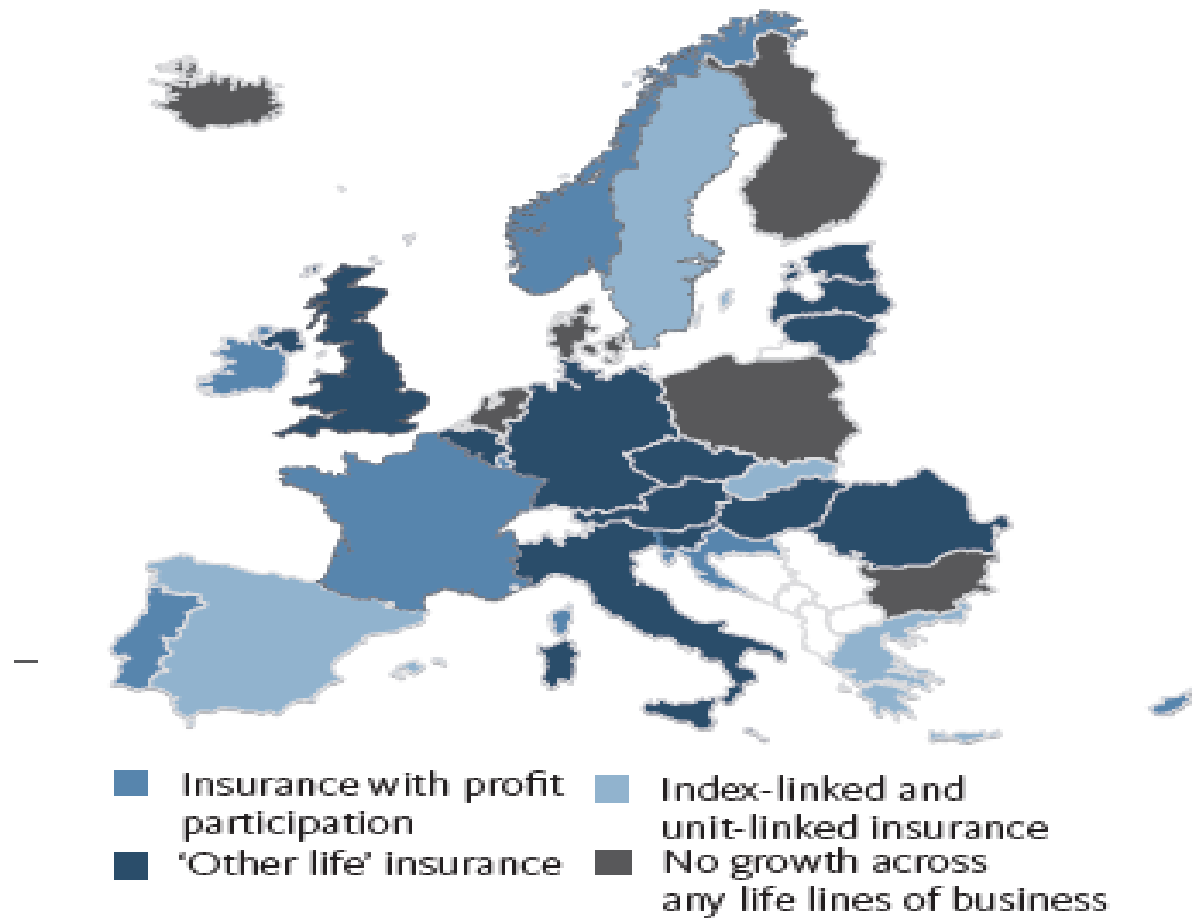 Insurance with profit
participation
'Other life' insurance
Index-linked and
unit-linked insurance
No growth across
any life lines of business